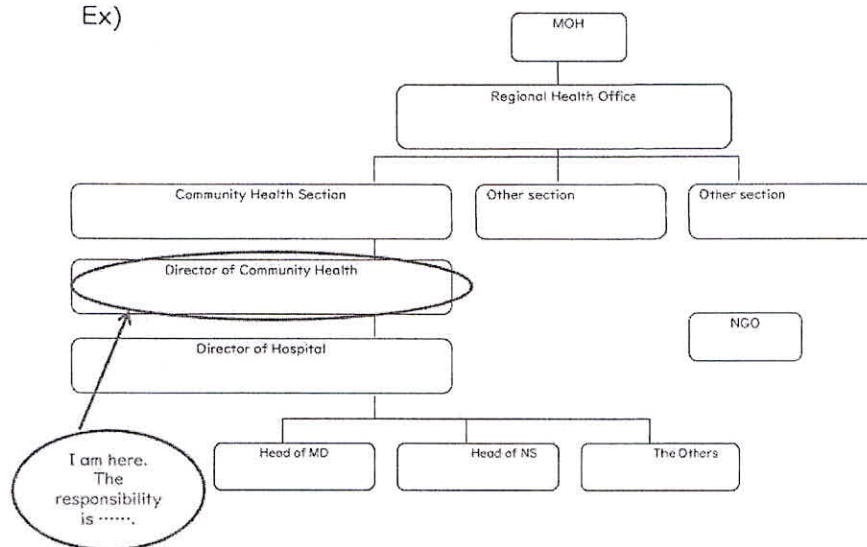 Ex)
MOH
Regional Health Office
Community Health Section
Other section
Other section
Director of Community Health
NGO
Director of Hospital
Head of MD
Head of NS
The Others
I am here.
The
responsibility
is ⋯⋯.